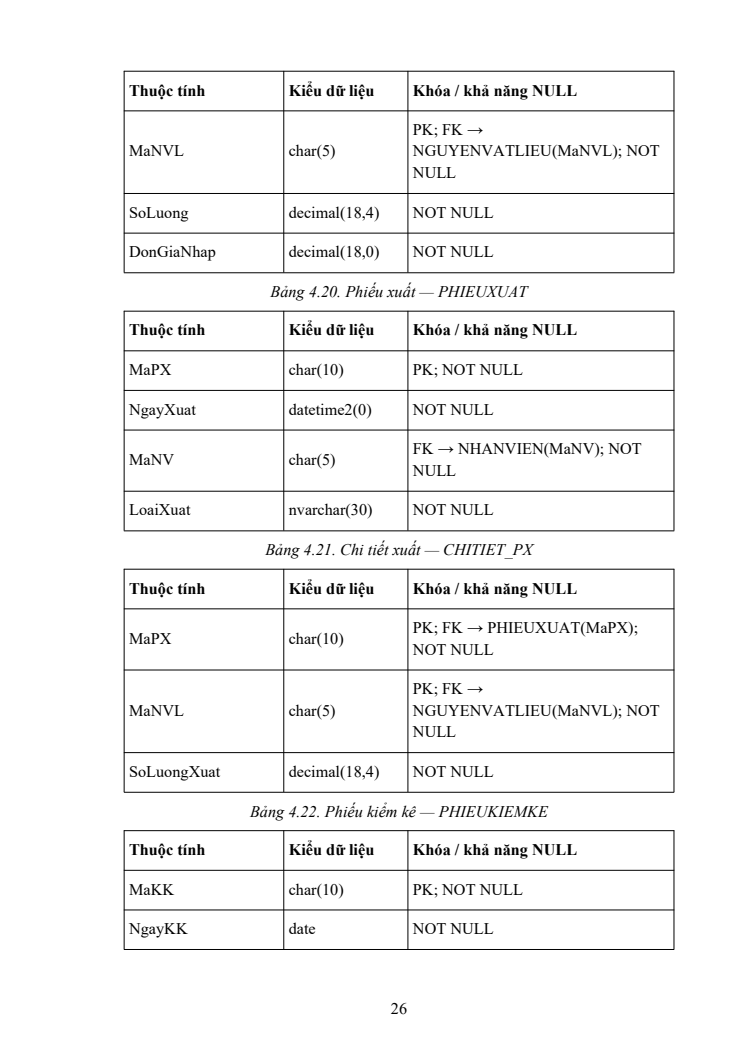 Thuộc tính Kiểu dữ liệu Khóa / khả năng NULL
MaNVL char(5) PK; FK →
NGUYENVATLIEU(MaNVL); NOT
NULL
SoLuong decimal(18,4) NOT NULL
DonGiaNhap decimal(18,0) NOT NULL
Bảng 4.20. Phiếu xuất — PHIEUXUAT
Thuộc tính Kiểu dữ liệu Khóa / khả năng NULL
MaPX char(10) PK; NOT NULL
NgayXuat datetime2(0) NOT NULL
MaNV char(5) FK → NHANVIEN(MaNV); NOT
NULL
LoaiXuat nvarchar(30) NOT NULL
Bảng 4.21. Chi tiết xuất — CHITIET_PX
Thuộc tính Kiểu dữ liệu Khóa / khả năng NULL
MaPX char(10) PK; FK → PHIEUXUAT(MaPX);
NOT NULL
MaNVL char(5) PK; FK →
NGUYENVATLIEU(MaNVL); NOT
NULL
SoLuongXuat decimal(18,4) NOT NULL
Bảng 4.22. Phiếu kiểm kê — PHIEUKIEMKE
Thuộc tính Kiểu dữ liệu Khóa / khả năng NULL
MaKK char(10) PK; NOT NULL
NgayKK date NOT NULL
26